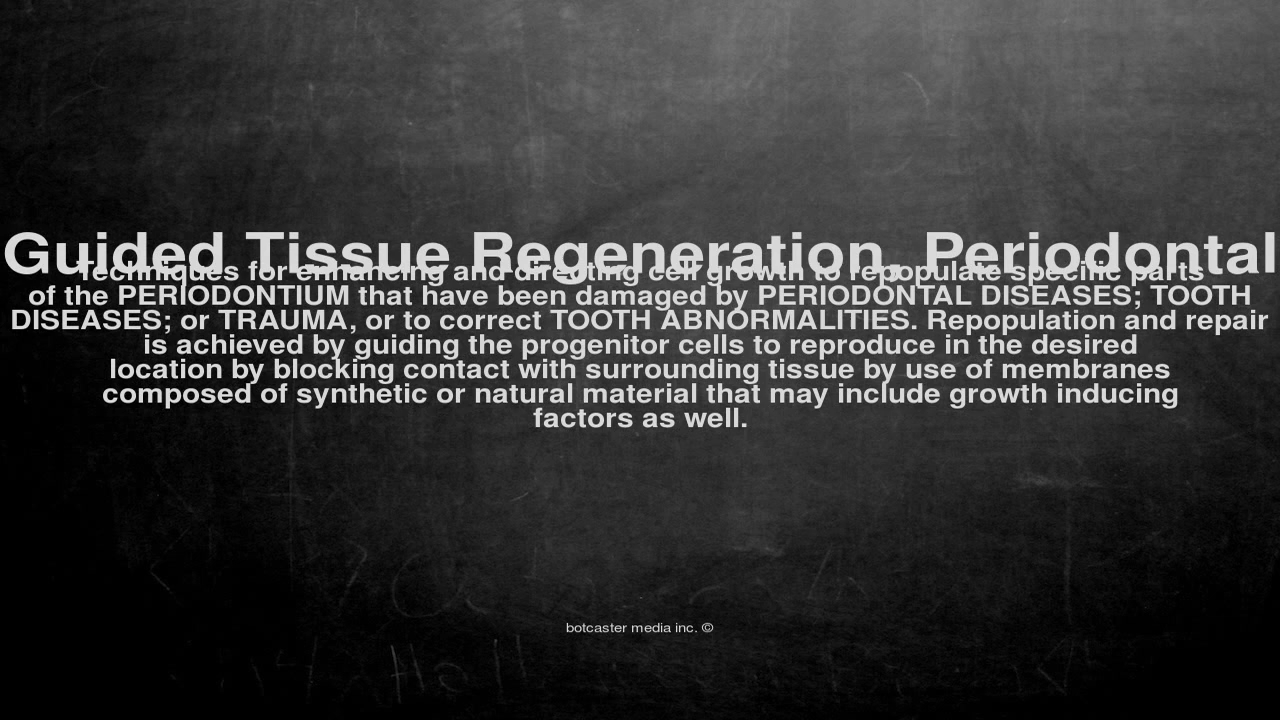 Guided Tissue Regeneration, Periodontal
Techniques for enhancing and directing cell growth to repopulate specific parts
of the PERIODONTIUM that have been damaged by PERIODONTAL DISEASES; TOOTH
DISEASES; or TRAUMA, or to correct TOOTH ABNORMALITIES. Repopulation and repair
is achieved by guiding the progenitor cells to reproduce in the desired
location by blocking contact with surrounding tissue by use of membranes
composed of synthetic or natural material that may include growth inducing
factors as well.
botcaster media inc. ©